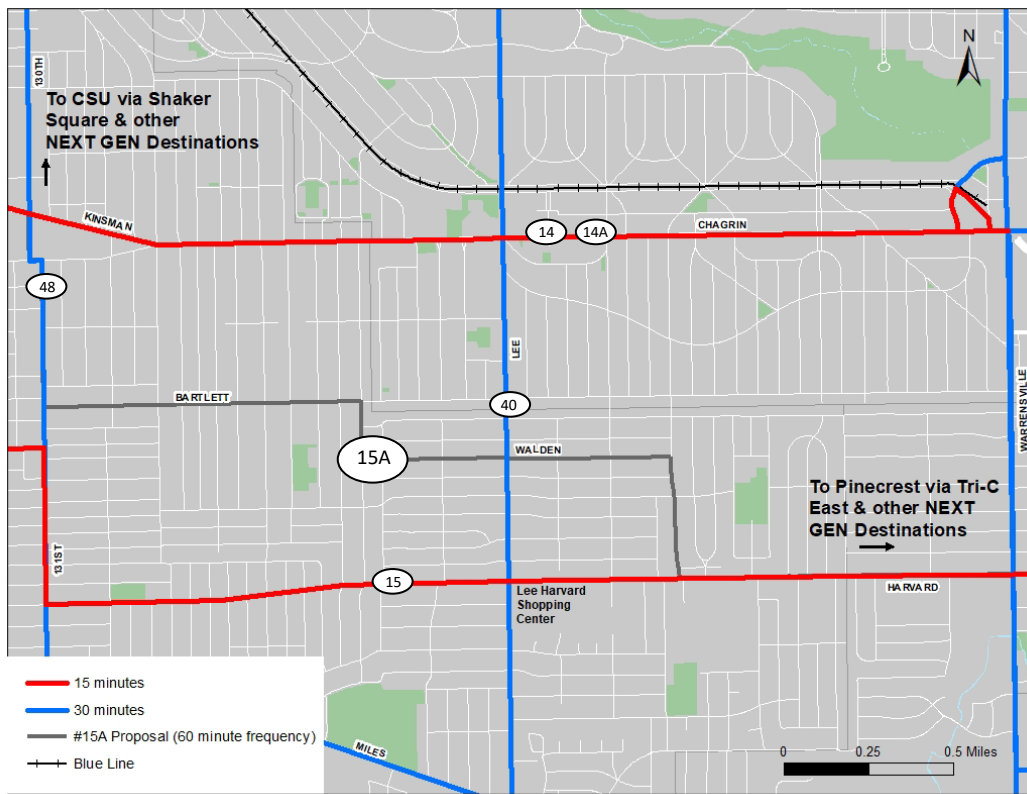 130TH
N
To CSU via Shaker
Square & other
NEXT GEN Destinations
KINSMAN
14
14A
CHAGRIN
48
LEE
BARTLETT
40
WARRENSVILLE
15A
WALDEN
To Pinecrest via Tri-C
East & other NEXT
GEN Destinations
131ST
15
HARVARD
Lee Harvard
Shopping
Center
15 minutes
30 minutes
#15A Proposal (60 minute frequency)
Blue Line
MILES
0 0.25 0.5 Miles